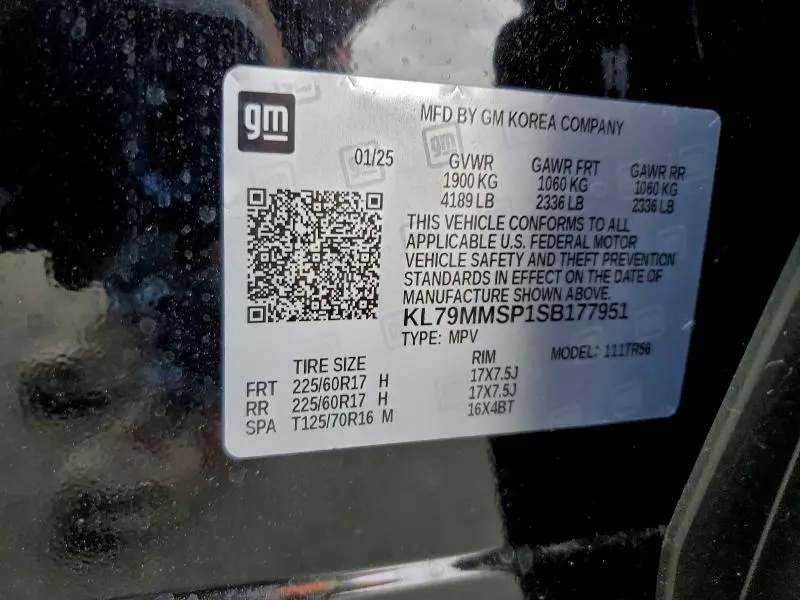 gm
MFD BY GM KOREA COMPANY
01/25
GVWR GAWR FRT GAWR RR
1900 KG 1060 KG 1060 KG
4189 LB 2336 LB 2336 LB
THIS VEHICLE CONFORMS TO ALL
APPLICABLE U.S. FEDERAL MOTOR
VEHICLE SAFETY AND THEFT PREVENTION
STANDARDS IN EFFECT ON THE DATE OF
MANUFACTURE SHOWN ABOVE.
KL79MMSP1SB177951
TYPE: MPV MODEL: 111TR56
TIRE SIZE RIM
FRT 225/60R17 H 17X7.5J
RR 225/60R17 H 17X7.5J
SPA T125/70R16 M 16X4BT